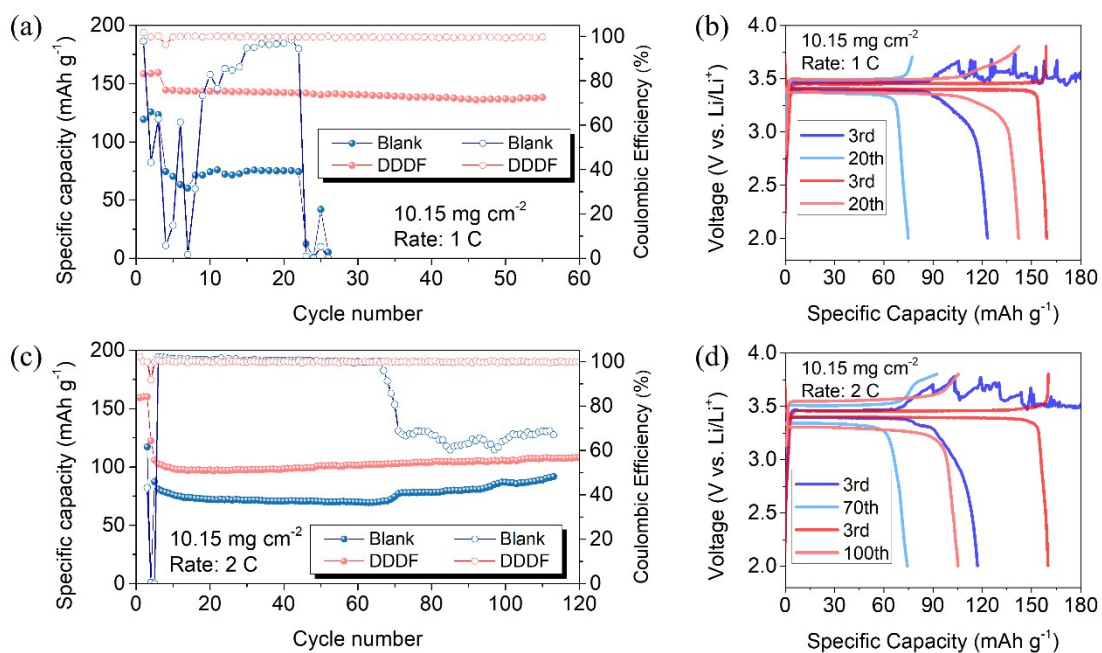 (a)
200
150
100
50
0
Specific capacity (mAh g⁻¹)
100
80
60
40
20
0
Coulombic Efficiency (%)
Blank Blank
DDDF DDDF
10.15 mg cm⁻²
Rate: 1 C
0 10 20 30 40 50 60
Cycle number
(b)
4.0
3.5
3.0
2.5
2.0
Voltage (V vs. Li/Li⁺)
10.15 mg cm⁻²
Rate: 1 C
3rd
20th
3rd
20th
0 30 60 90 120 150 180
Specific Capacity (mAh g⁻¹)
(c)
200
150
100
50
0
Specific capacity (mAh g⁻¹)
100
80
60
40
20
0
Coulombic Efficiency (%)
10.15 mg cm⁻²
Rate: 2 C
Blank Blank
DDDF DDDF
0 20 40 60 80 100 120
Cycle number
(d)
4.0
3.5
3.0
2.5
2.0
Voltage (V vs. Li/Li⁺)
10.15 mg cm⁻²
Rate: 2 C
3rd
70th
3rd
100th
0 30 60 90 120 150 180
Specific Capacity (mAh g⁻¹)